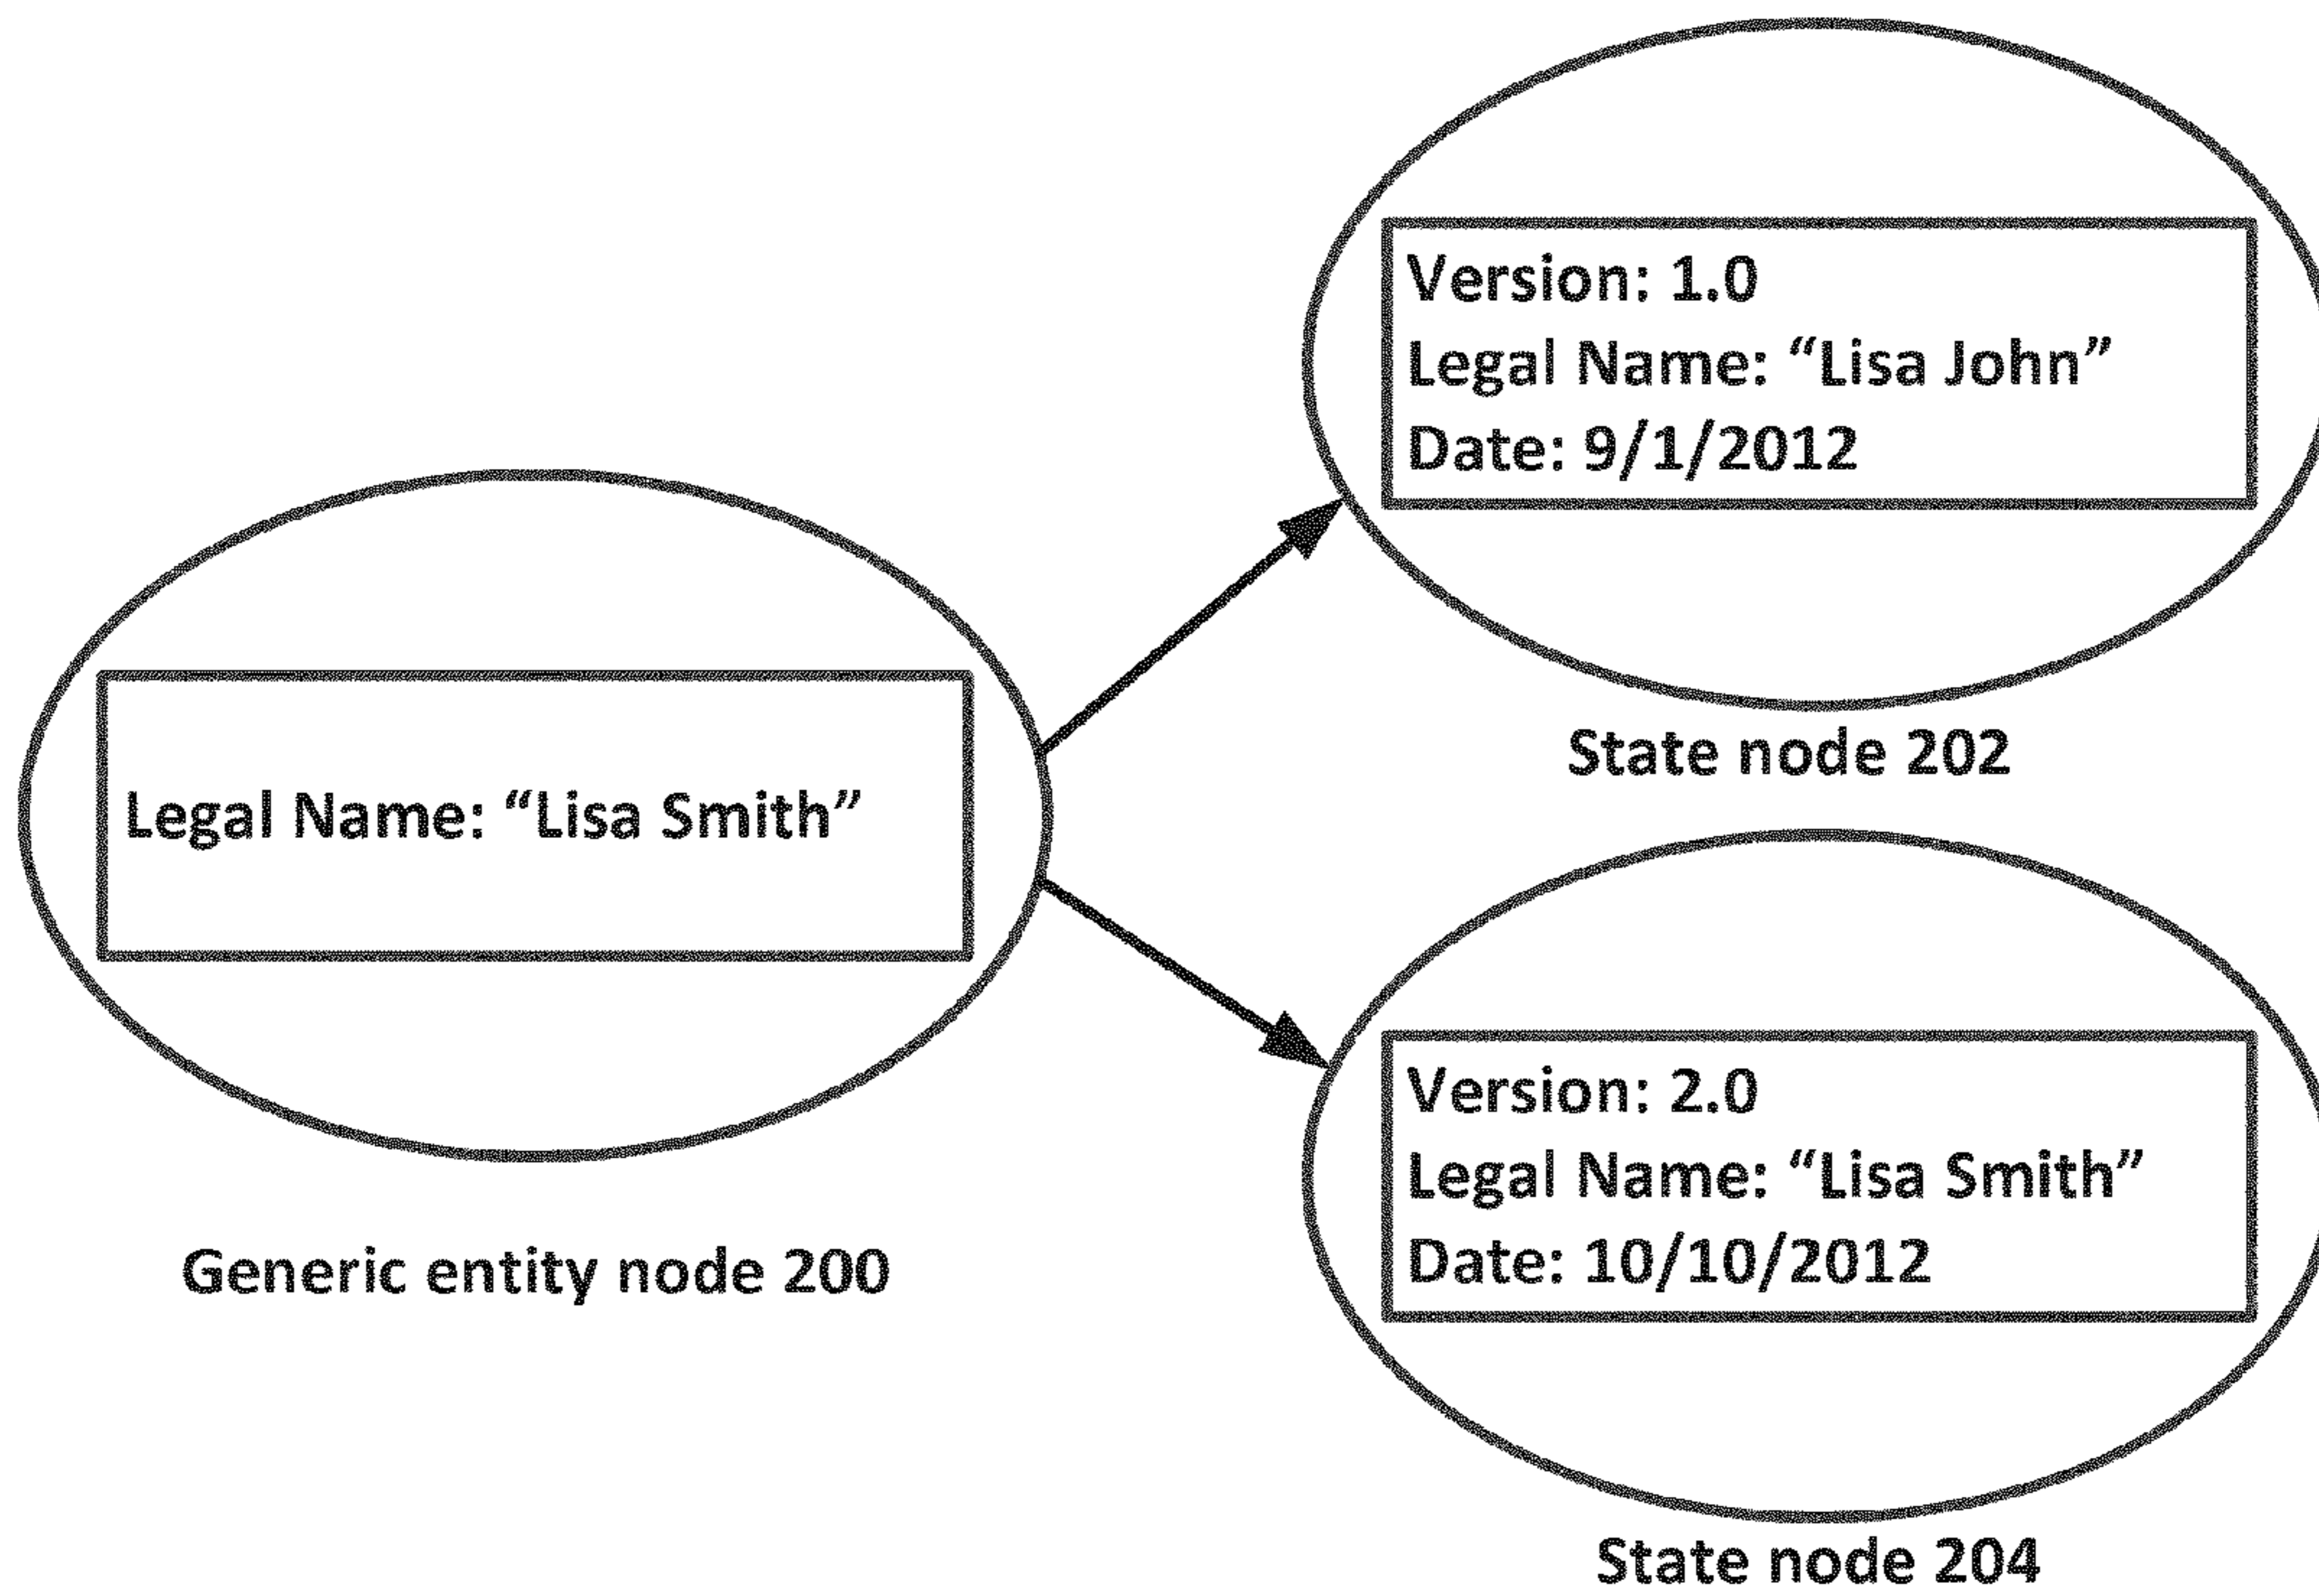 Legal Name: “Lisa Smith”
Generic entity node 200
Version: 1.0
Legal Name: “Lisa John”
Date: 9/1/2012
State node 202
Version: 2.0
Legal Name: “Lisa Smith”
Date: 10/10/2012
State node 204